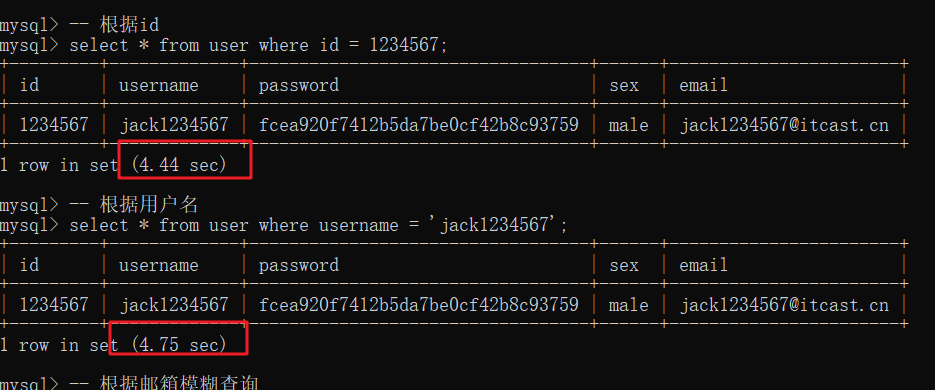 mysql> -- 根据id
mysql> select * from user where id = 1234567;
+---------+-------------+----------------------------------+------+-----------------------+
| id | username | password | sex | email |
+---------+-------------+----------------------------------+------+-----------------------+
| 1234567 | jack1234567 | fcea920f7412b5da7be0cf42b8c93759 | male | jack1234567@itcast.cn |
+---------+-------------+----------------------------------+------+-----------------------+
1 row in set (4.44 sec)
mysql> -- 根据用户名
mysql> select * from user where username = 'jack1234567';
+---------+-------------+----------------------------------+------+-----------------------+
| id | username | password | sex | email |
+---------+-------------+----------------------------------+------+-----------------------+
| 1234567 | jack1234567 | fcea920f7412b5da7be0cf42b8c93759 | male | jack1234567@itcast.cn |
+---------+-------------+----------------------------------+------+-----------------------+
1 row in set (4.75 sec)
mysql> -- 根据邮箱模糊查询